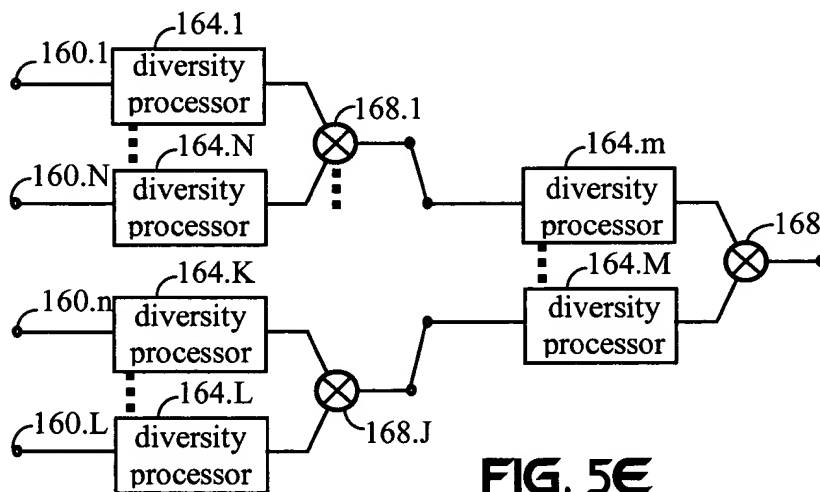 164.1
160.1
diversity
processor
168.1
164.N
160.N
diversity
processor
164.m
diversity
processor
168
164.M
diversity
processor
164.K
160.n
diversity
processor
164.L
160.L
diversity
processor
168.J
FIG. 5E